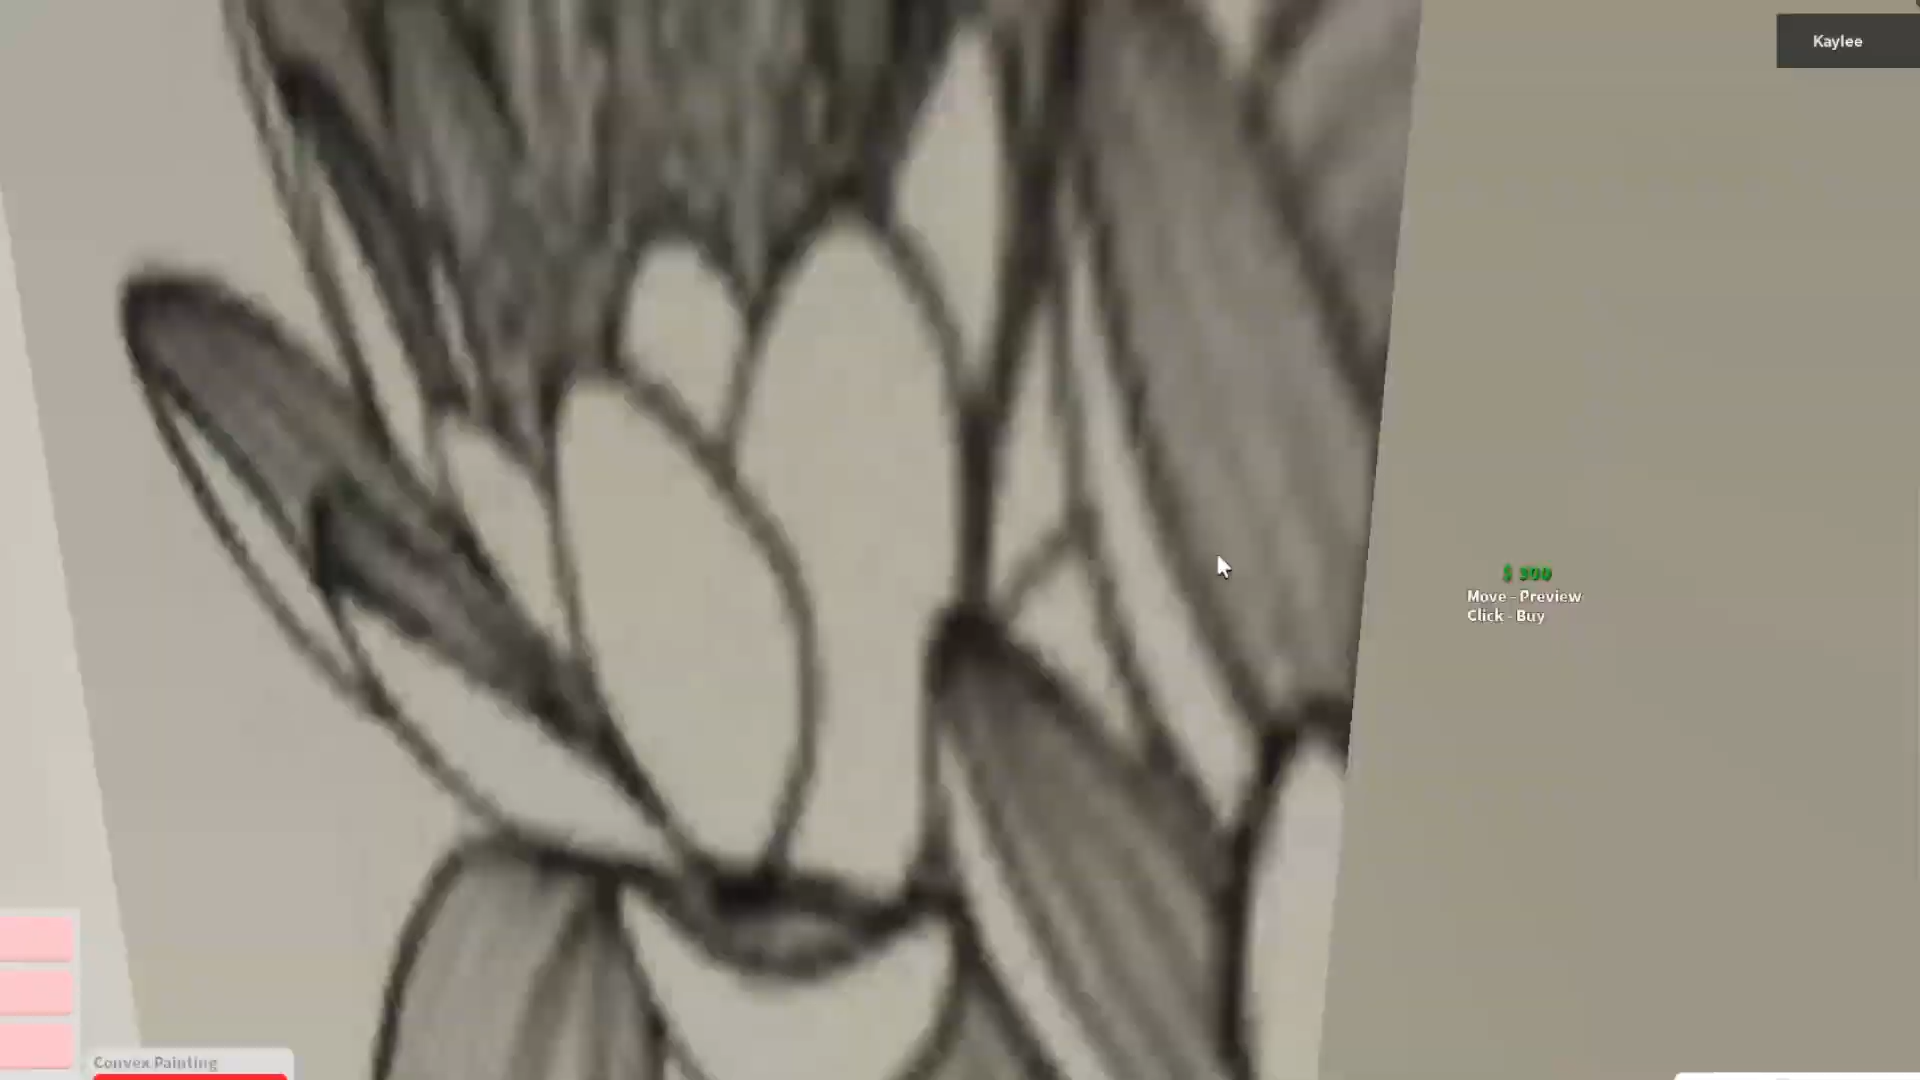 Kaylee
$ 300
Move - Preview
Click - Buy
Convex Painting